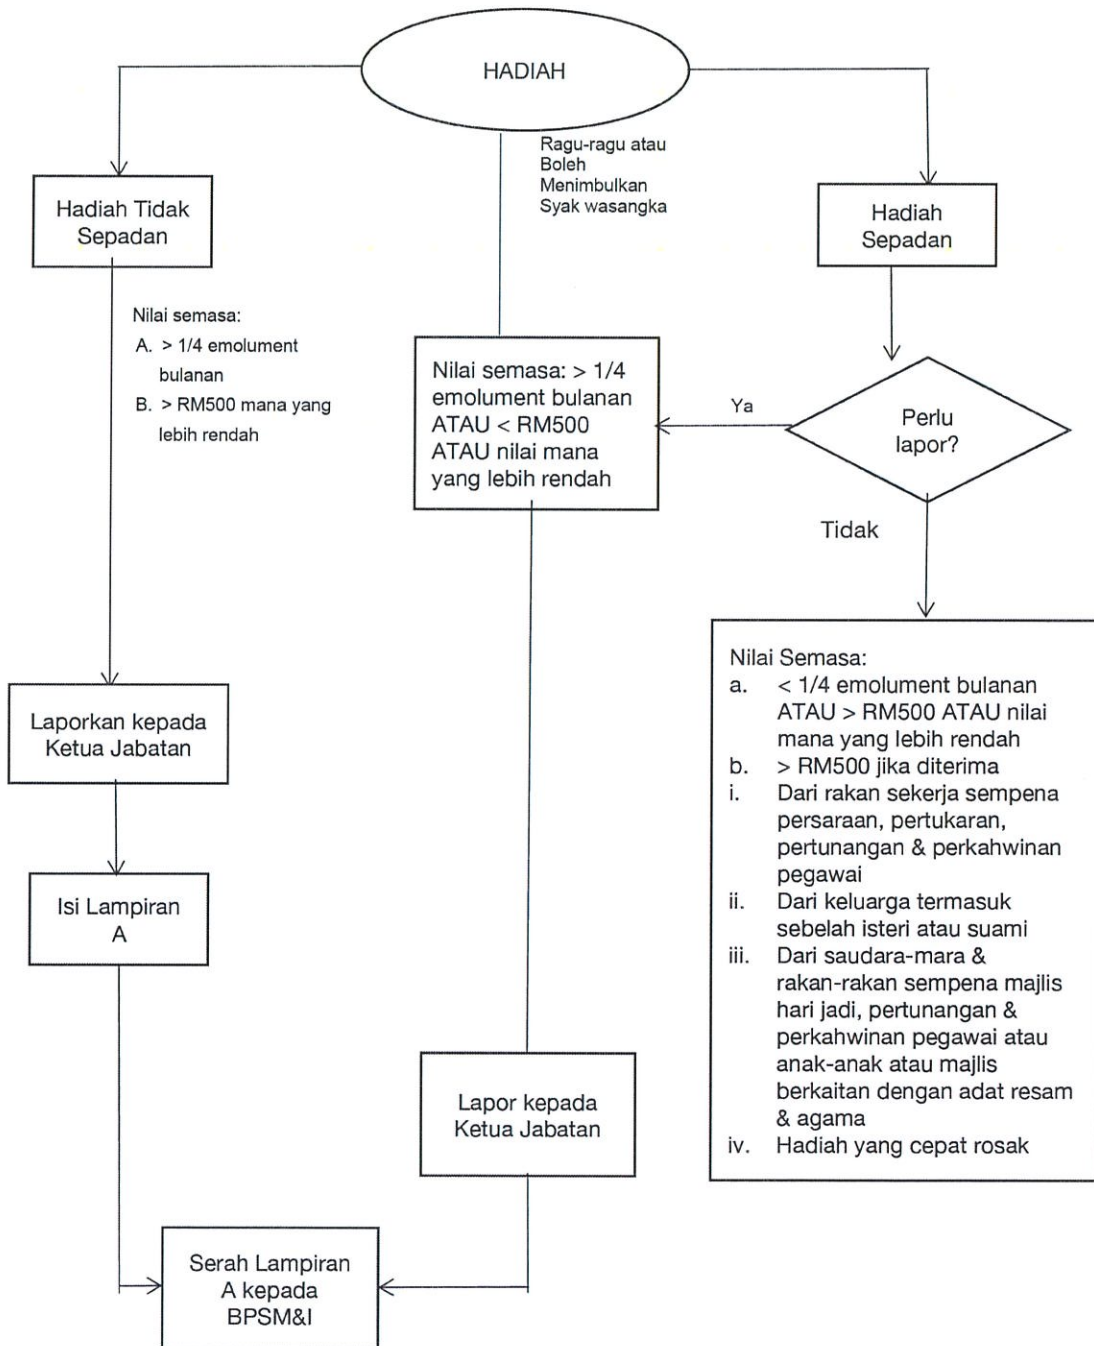 HADIAH
Ragu-ragu atau
Boleh
Menimbulkan
Syak wasangka
Hadiah Tidak
Sepadan
Hadiah
Sepadan
Nilai semasa:
A. > 1/4 emolument
bulanan
B. > RM500 mana yang
lebih rendah
Nilai semasa: > 1/4
emolument bulanan
ATAU < RM500
ATAU nilai mana
yang lebih rendah
Ya
Perlu
lapor?
Tidak
Nilai Semasa:
a. < 1/4 emolument bulanan
ATAU > RM500 ATAU nilai
mana yang lebih rendah
b. > RM500 jika diterima
i. Dari rakan sekerja sempena
persaraan, pertukaran,
pertunangan & perkahwinan
pegawai
ii. Dari keluarga termasuk
sebelah isteri atau suami
iii. Dari saudara-mara &
rakan-rakan sempena majlis
hari jadi, pertunangan &
perkahwinan pegawai atau
anak-anak atau majlis
berkaitan dengan adat resam
& agama
iv. Hadiah yang cepat rosak
Laporkan kepada
Ketua Jabatan
Isi Lampiran
A
Lapor kepada
Ketua Jabatan
Serah Lampiran
A kepada
BPSM&I